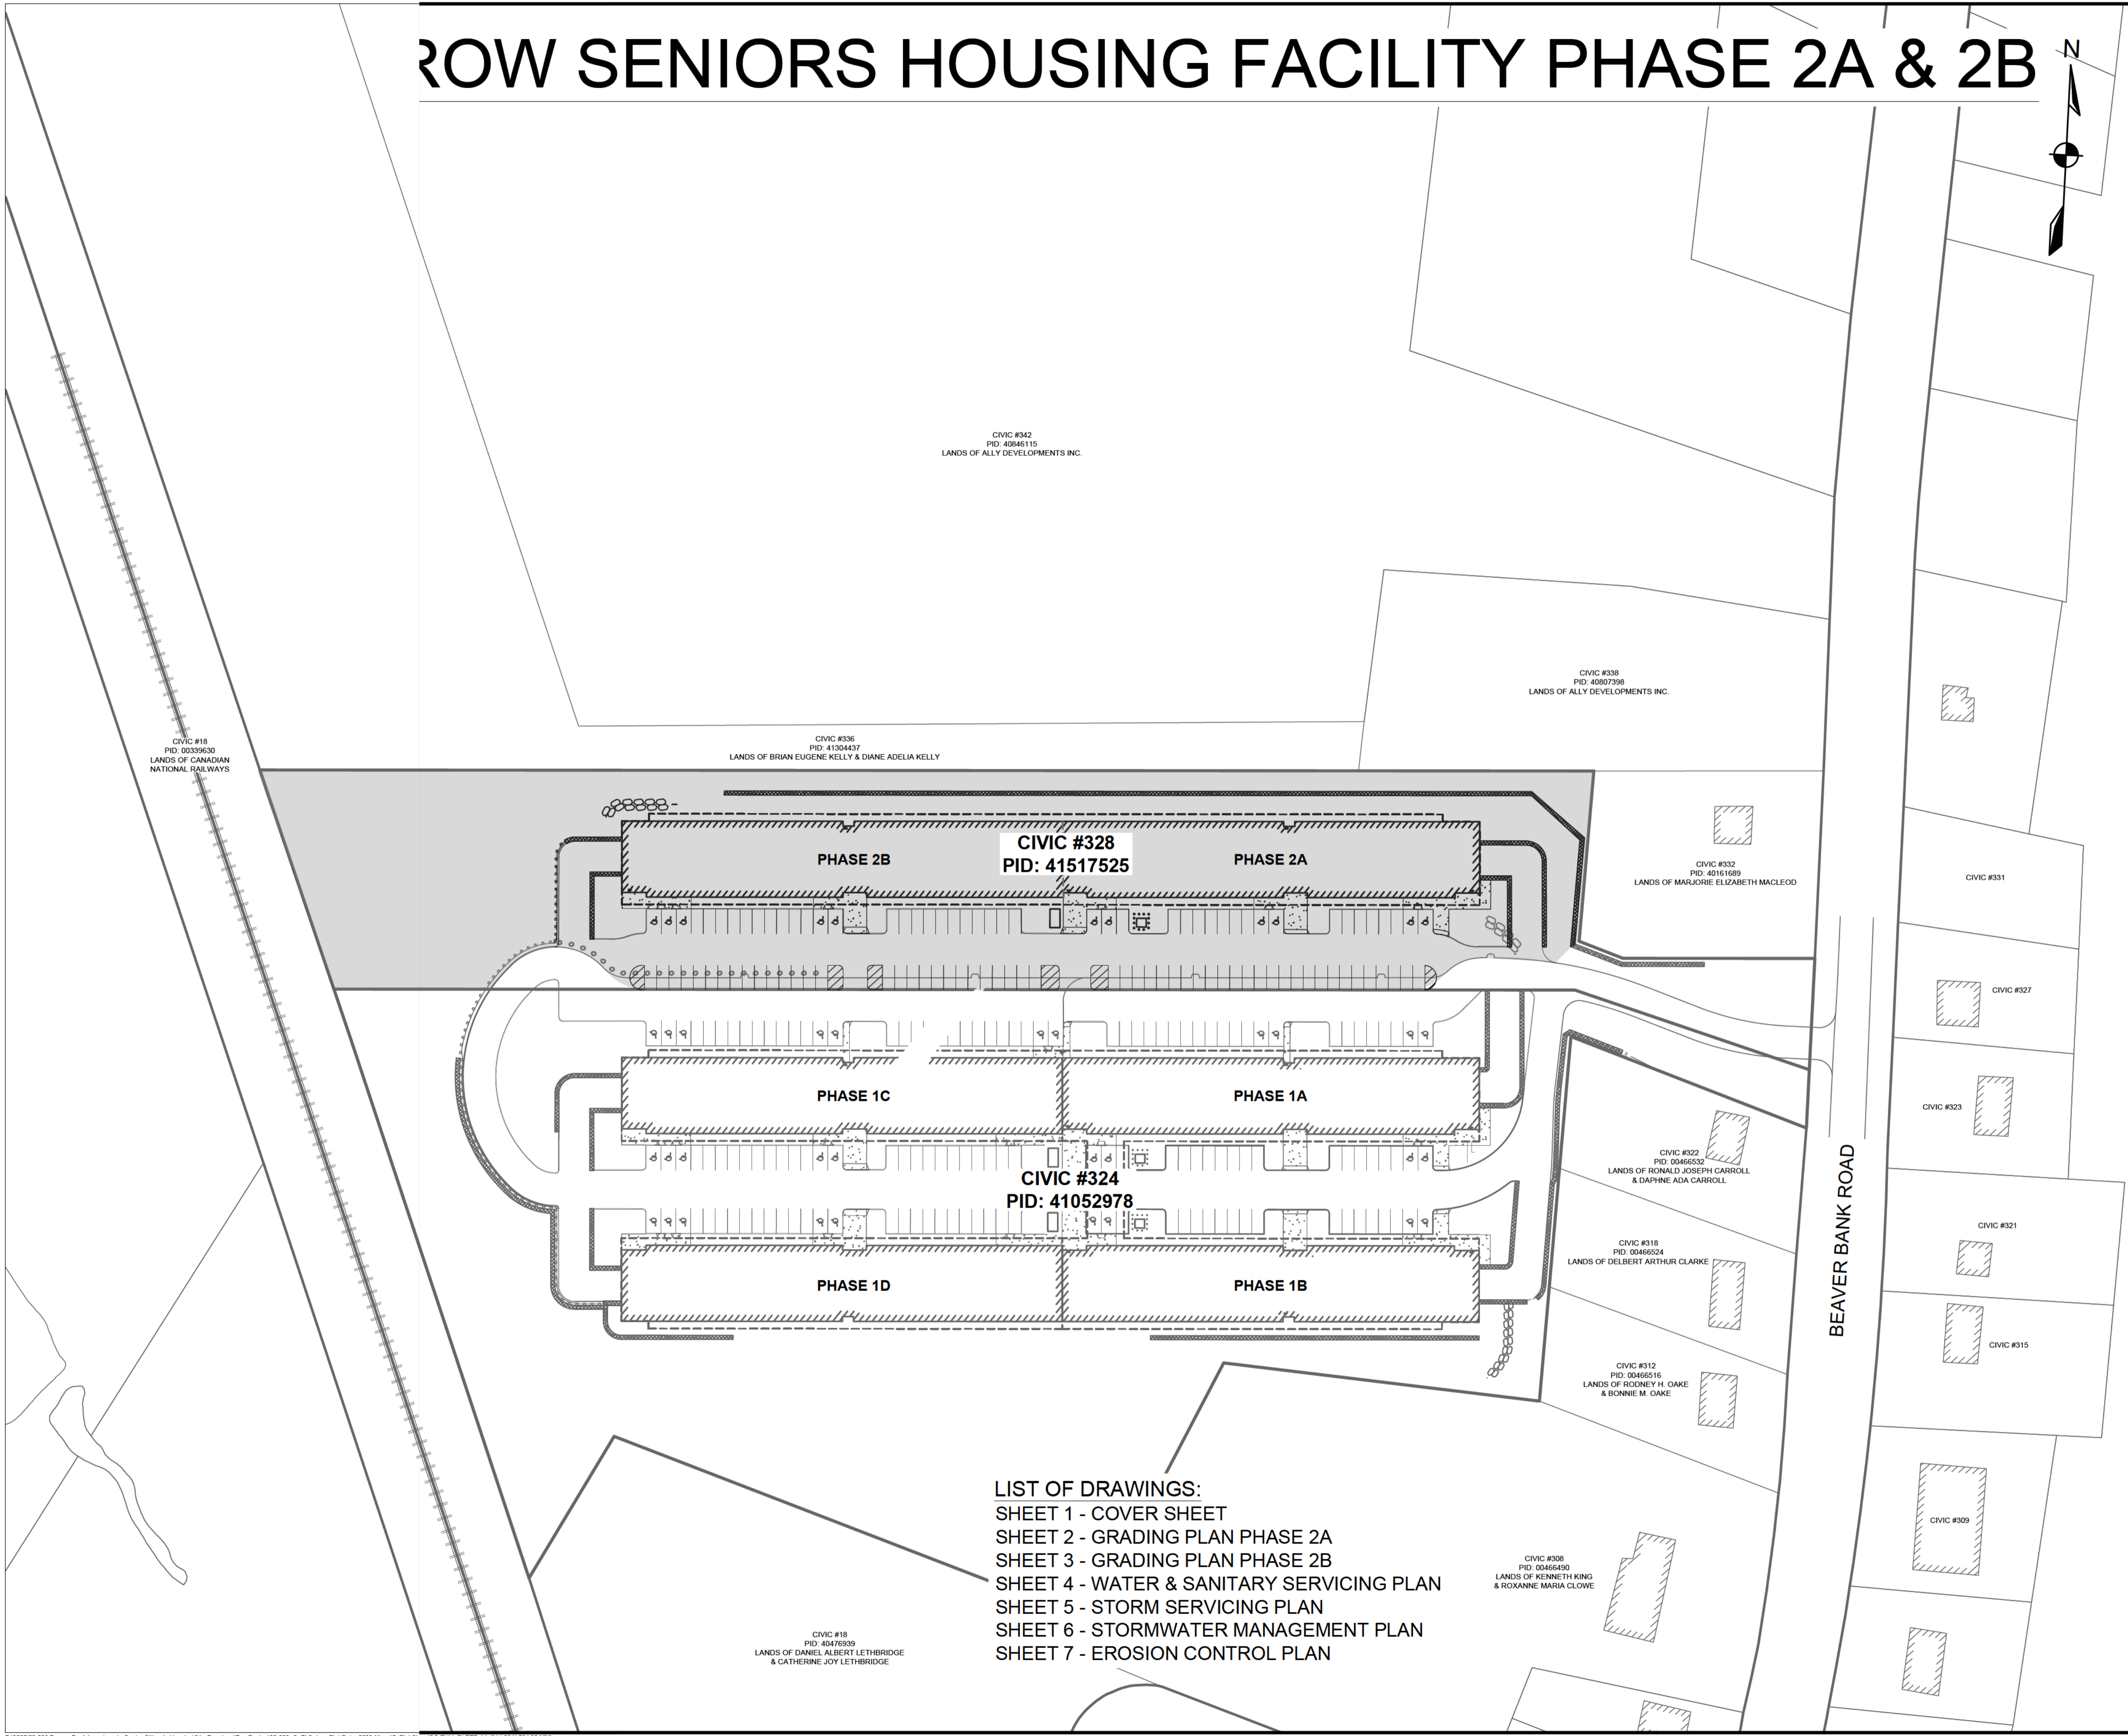 ROW SENIORS HOUSING FACILITY PHASE 2A & 2B
N
CIVIC #342
PID: 40846115
LANDS OF ALLY DEVELOPMENTS INC.
CIVIC #338
PID: 40807398
LANDS OF ALLY DEVELOPMENTS INC.
CIVIC #18
PID: 00339630
LANDS OF CANADIAN
NATIONAL RAILWAYS
CIVIC #336
PID: 41304437
LANDS OF BRIAN EUGENE KELLY & DIANE ADELIA KELLY
PHASE 2B
CIVIC #328
PID: 41517525
PHASE 2A
CIVIC #332
PID: 40161689
LANDS OF MARJORIE ELIZABETH MACLEOD
CIVIC #331
CIVIC #327
CIVIC #323
PHASE 1C
PHASE 1A
CIVIC #324
PID: 41052978
CIVIC #322
PID: 00466532
LANDS OF RONALD JOSEPH CARROLL
& DAPHNE ADA CARROLL
BEAVER BANK ROAD
CIVIC #321
CIVIC #318
PID: 00466524
LANDS OF DELBERT ARTHUR CLARKE
PHASE 1D
PHASE 1B
CIVIC #315
CIVIC #312
PID: 00466516
LANDS OF RODNEY H. OAKE
& BONNIE M. OAKE
LIST OF DRAWINGS:
SHEET 1 - COVER SHEET
SHEET 2 - GRADING PLAN PHASE 2A
SHEET 3 - GRADING PLAN PHASE 2B
SHEET 4 - WATER & SANITARY SERVICING PLAN
SHEET 5 - STORM SERVICING PLAN
SHEET 6 - STORMWATER MANAGEMENT PLAN
SHEET 7 - EROSION CONTROL PLAN
CIVIC #309
CIVIC #308
PID: 00466490
LANDS OF KENNETH KING
& ROXANNE MARIA CLOWE
CIVIC #18
PID: 40476939
LANDS OF DANIEL ALBERT LETHBRIDGE
& CATHERINE JOY LETHBRIDGE